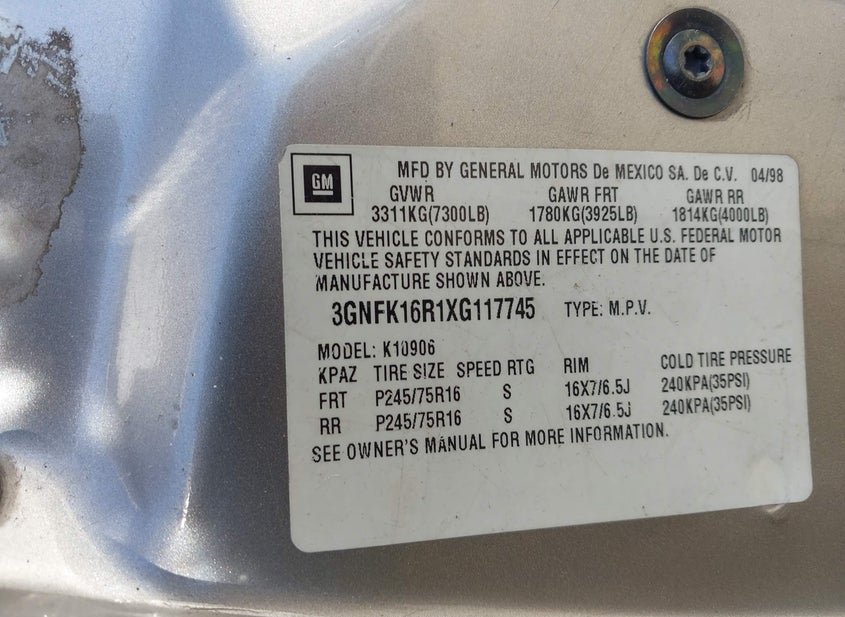 GM
MFD BY GENERAL MOTORS De MEXICO SA. De C.V. 04/98
GVWR GAWR FRT GAWR RR
3311KG(7300LB) 1780KG(3925LB) 1814KG(4000LB)
THIS VEHICLE CONFORMS TO ALL APPLICABLE U.S. FEDERAL MOTOR
VEHICLE SAFETY STANDARDS IN EFFECT ON THE DATE OF
MANUFACTURE SHOWN ABOVE.
3GNFK16R1XG117745 TYPE: M.P.V.
MODEL: K10906
KPAZ TIRE SIZE SPEED RTG RIM COLD TIRE PRESSURE
FRT P245/75R16 S 16X7/6.5J 240KPA(35PSI)
RR P245/75R16 S 16X7/6.5J 240KPA(35PSI)
SEE OWNER'S MANUAL FOR MORE INFORMATION.